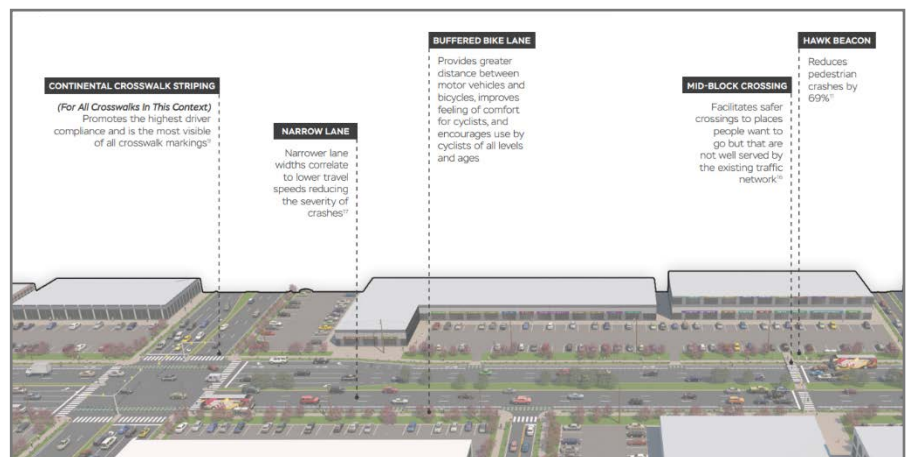 CONTINENTAL CROSSWALK STRIPING
(For All Crosswalks In This Context)
Promotes the highest driver
compliance and is the most visible
of all crosswalk markings
NARROW LANE
Narrower lane
widths correlate
to lower travel
speeds reducing
the severity of
crashes¹⁷
BUFFERED BIKE LANE
Provides greater
distance between
motor vehicles and
bicycles, improves
feeling of comfort
for cyclists, and
encourages use by
cyclists of all levels
and ages
MID-BLOCK CROSSING
Facilitates safer
crossings to places
people want to
go but that are
not well served by
the existing traffic
network
HAWK BEACON
Reduces
pedestrian
crashes by
69%